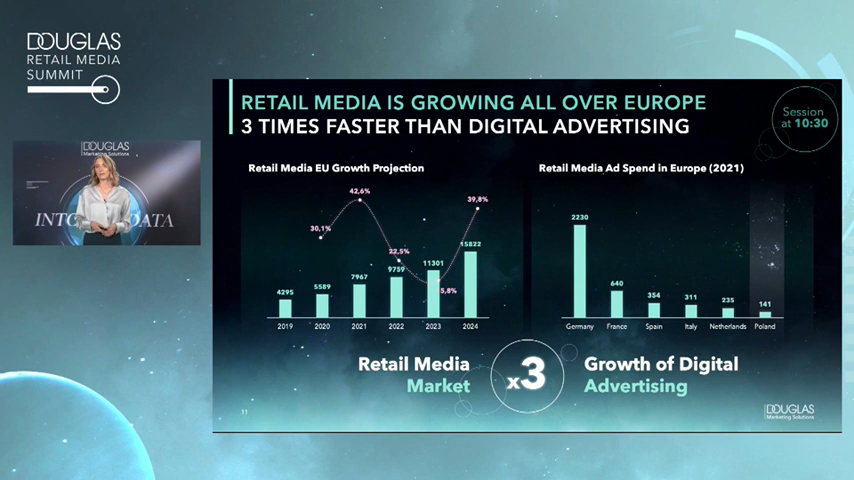 DOUGLAS
RETAIL MEDIA
SUMMIT
DOUGLAS
Marketing Solutions
DATA
RETAIL MEDIA IS GROWING ALL OVER EUROPE
3 TIMES FASTER THAN DIGITAL ADVERTISING
Session
at 10:30
Retail Media EU Growth Projection
42,6%
39,8%
30,1%
22,5%
5,8%
4295
5589
7967
9759
11301
15822
2019
2020
2021
2022
2023
2024
Retail Media Ad Spend in Europe (2021)
2230
640
354
311
235
141
Germany
France
Spain
Italy
Netherlands
Poland
Retail Media
Market
x3
Growth of Digital
Advertising
11
DOUGLAS
Marketing Solutions